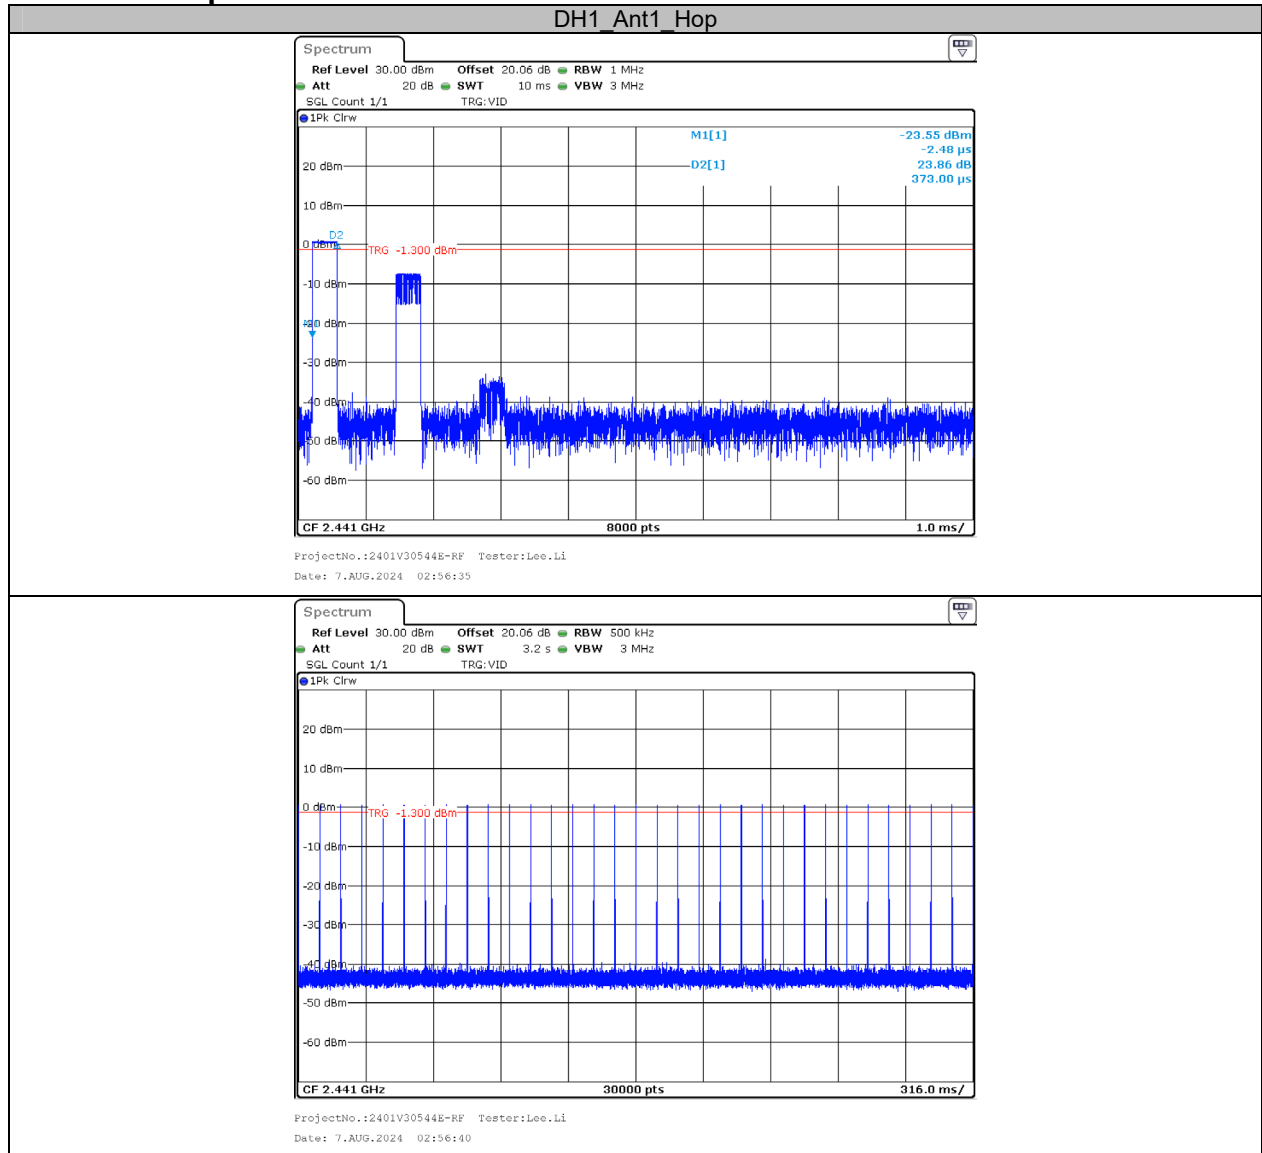 DH1_Ant1_Hop
Spectrum
Ref Level 30.00 dBm Offset 20.06 dB RBW 1 MHz
Att 20 dB SWT 10 ms VBW 3 MHz
SGL Count 1/1 TRG:VID
1Pk Clrw
M1[1] -23.55 dBm
-2.48 µs
20 dBm D2[1] 23.86 dB
373.00 µs
10 dBm
D2
0 dBm
TRG -1.300 dBm
-10 dBm
-20 dBm
-30 dBm
-40 dBm
-50 dBm
-60 dBm
CF 2.441 GHz 8000 pts 1.0 ms/
ProjectNo.:2401V30544E-RF Tester:Lee.Li
Date: 7.AUG.2024 02:56:35
Spectrum
Ref Level 30.00 dBm Offset 20.06 dB RBW 500 kHz
Att 20 dB SWT 3.2 s VBW 3 MHz
SGL Count 1/1 TRG:VID
1Pk Clrw
20 dBm
10 dBm
0 dBm
TRG -1.300 dBm
-10 dBm
-20 dBm
-30 dBm
-40 dBm
-50 dBm
-60 dBm
CF 2.441 GHz 30000 pts 316.0 ms/
ProjectNo.:2401V30544E-RF Tester:Lee.Li
Date: 7.AUG.2024 02:56:40